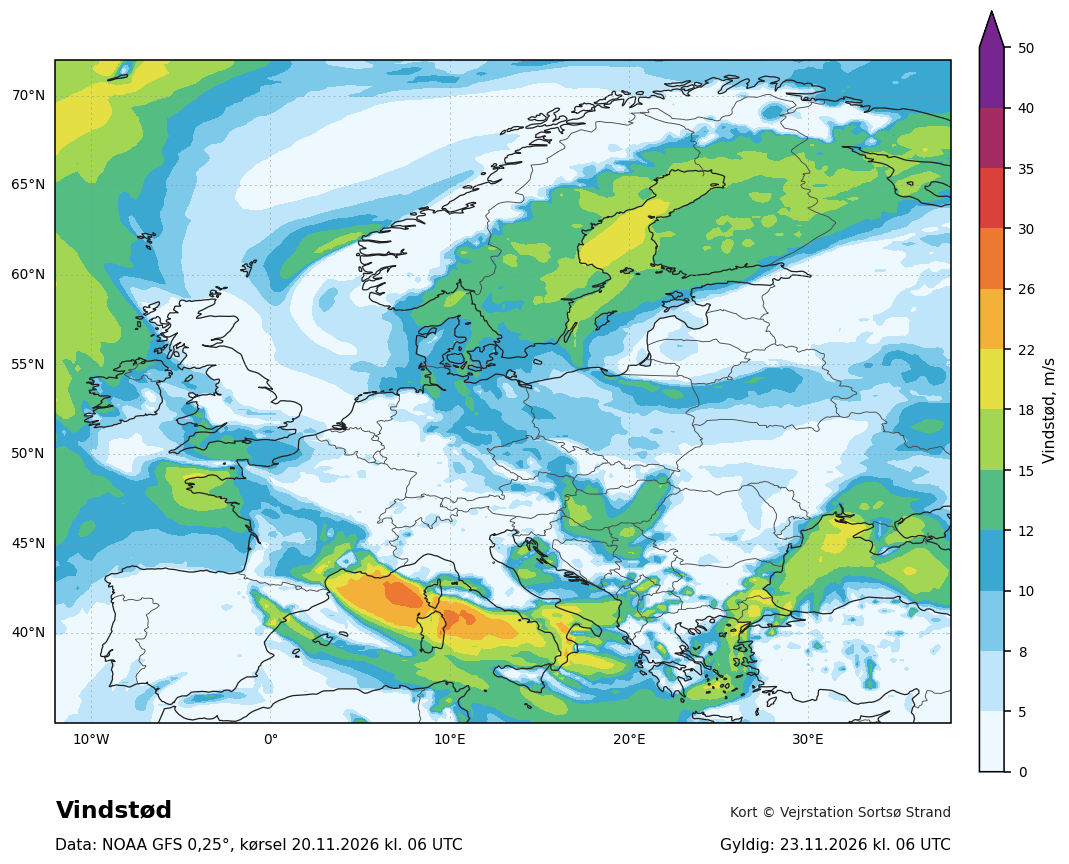 70°N
65°N
60°N
55°N
50°N
45°N
40°N
10°W
0°
10°E
20°E
30°E
50
40
35
30
26
22
18
15
12
10
8
5
0
Vindstød, m/s
Vindstød
Kort © Vejrstation Sortsø Strand
Data: NOAA GFS 0,25°, kørsel 20.11.2026 kl. 06 UTC
Gyldig: 23.11.2026 kl. 06 UTC